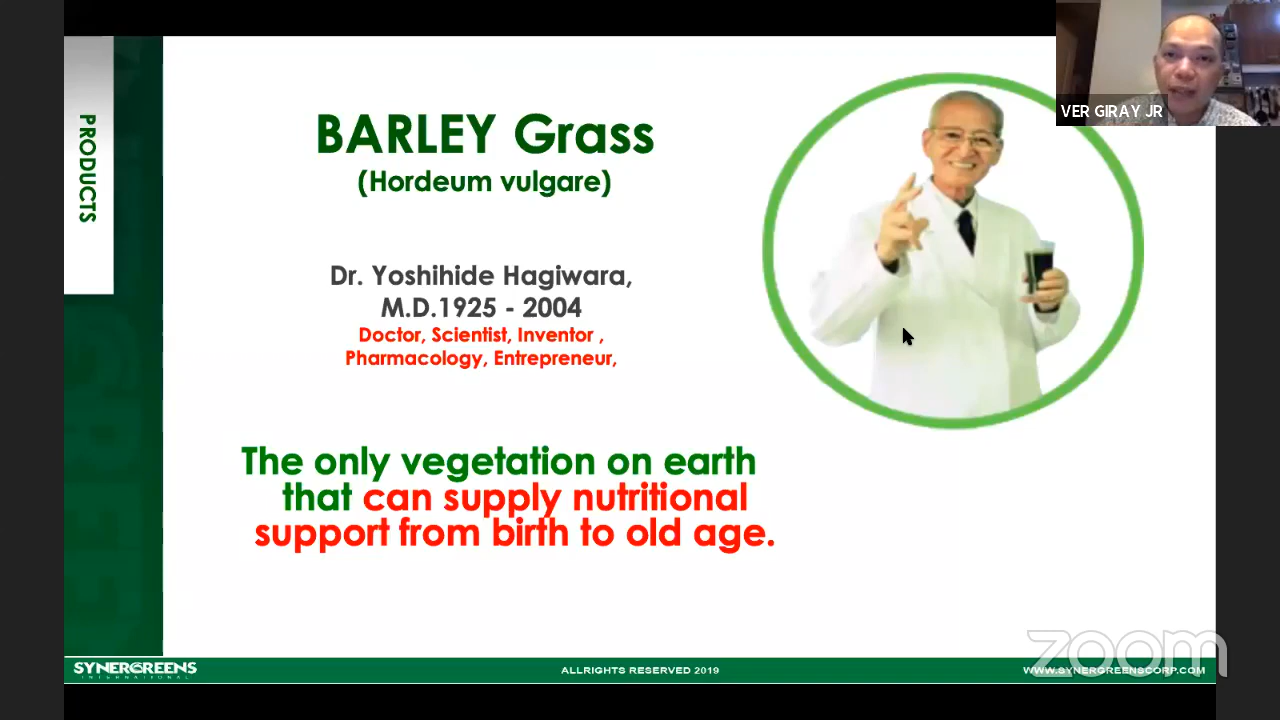 PRODUCTS
BARLEY Grass
(Hordeum vulgare)
Dr. Yoshihide Hagiwara,
M.D.1925 - 2004
Doctor, Scientist, Inventor ,
Pharmacology, Entrepreneur,
The only vegetation on earth
that can supply nutritional
support from birth to old age.
VER GIRAY JR
SYNERGREENS
INTERNATIONAL
ALLRIGHTS RESERVED 2019
WWW.SYNERGREENSCORP.COM
zoom